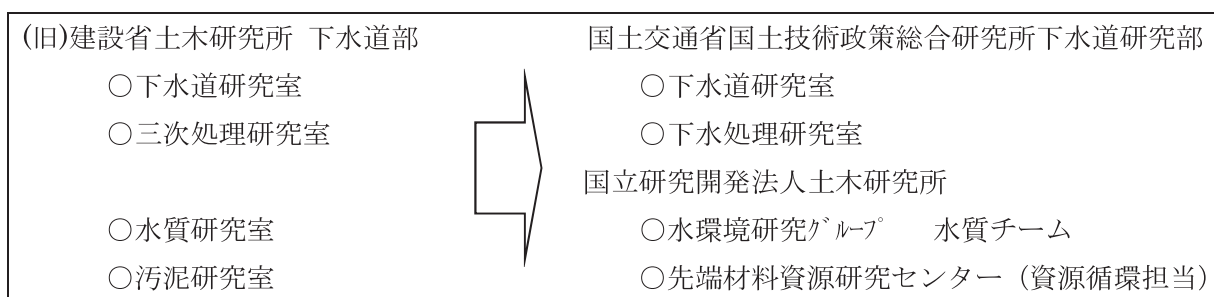 (旧)建設省土木研究所 下水道部
○下水道研究室
○三次処理研究室
○水質研究室
○汚泥研究室
国土交通省国土技術政策総合研究所下水道研究部
○下水道研究室
○下水処理研究室
国立研究開発法人土木研究所
○水環境研究ｸﾞﾙｰﾌﾟ 水質チーム
○先端材料資源研究センター（資源循環担当）